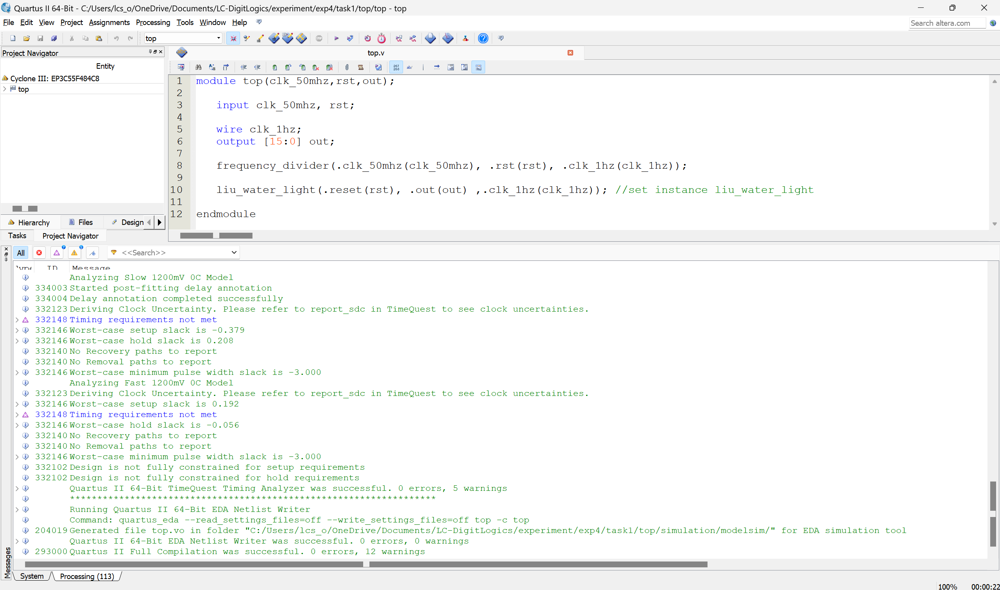 Quartus II 64-Bit - C:/Users/lcs_o/OneDrive/Documents/LC-DigitLogics/experiment/exp4/task1/top/top - top
File Edit View Project Assignments Processing Tools Window Help
Search altera.com
top
Project Navigator
Entity
Cyclone III: EP3C55F484C8
top
Hierarchy Files Design
Tasks Project Navigator
top.v
267
268
ab/
1 module top(clk_50mhz,rst,out);
2
3 input clk_50mhz, rst;
4
5 wire clk_1hz;
6 output [15:0] out;
7
8 frequency_divider(.clk_50mhz(clk_50mhz), .rst(rst), .clk_1hz(clk_1hz));
9
10 liu_water_light(.reset(rst), .out(out) ,.clk_1hz(clk_1hz)); //set instance liu_water_light
11
12 endmodule
All 7 5 <<Search>>
Type ID Message
Analyzing Slow 1200mV 0C Model
334003 Started post-fitting delay annotation
334004 Delay annotation completed successfully
332123 Deriving Clock Uncertainty. Please refer to report_sdc in TimeQuest to see clock uncertainties.
332148 Timing requirements not met
332146 Worst-case setup slack is -0.379
332146 Worst-case hold slack is 0.208
332140 No Recovery paths to report
332140 No Removal paths to report
332146 Worst-case minimum pulse width slack is -3.000
Analyzing Fast 1200mV 0C Model
332123 Deriving Clock Uncertainty. Please refer to report_sdc in TimeQuest to see clock uncertainties.
332146 Worst-case setup slack is 0.192
332148 Timing requirements not met
332146 Worst-case hold slack is -0.056
332140 No Recovery paths to report
332140 No Removal paths to report
332146 Worst-case minimum pulse width slack is -3.000
332102 Design is not fully constrained for setup requirements
332102 Design is not fully constrained for hold requirements
Quartus II 64-Bit TimeQuest Timing Analyzer was successful. 0 errors, 5 warnings
*******************************************************************
Running Quartus II 64-Bit EDA Netlist Writer
Command: quartus_eda --read_settings_files=off --write_settings_files=off top -c top
204019 Generated file top.vo in folder "C:/Users/lcs_o/OneDrive/Documents/LC-DigitLogics/experiment/exp4/task1/top/simulation/modelsim/" for EDA simulation tool
Quartus II 64-Bit EDA Netlist Writer was successful. 0 errors, 0 warnings
293000 Quartus II Full Compilation was successful. 0 errors, 12 warnings
Messages
System Processing (113)
100% 00:00:22